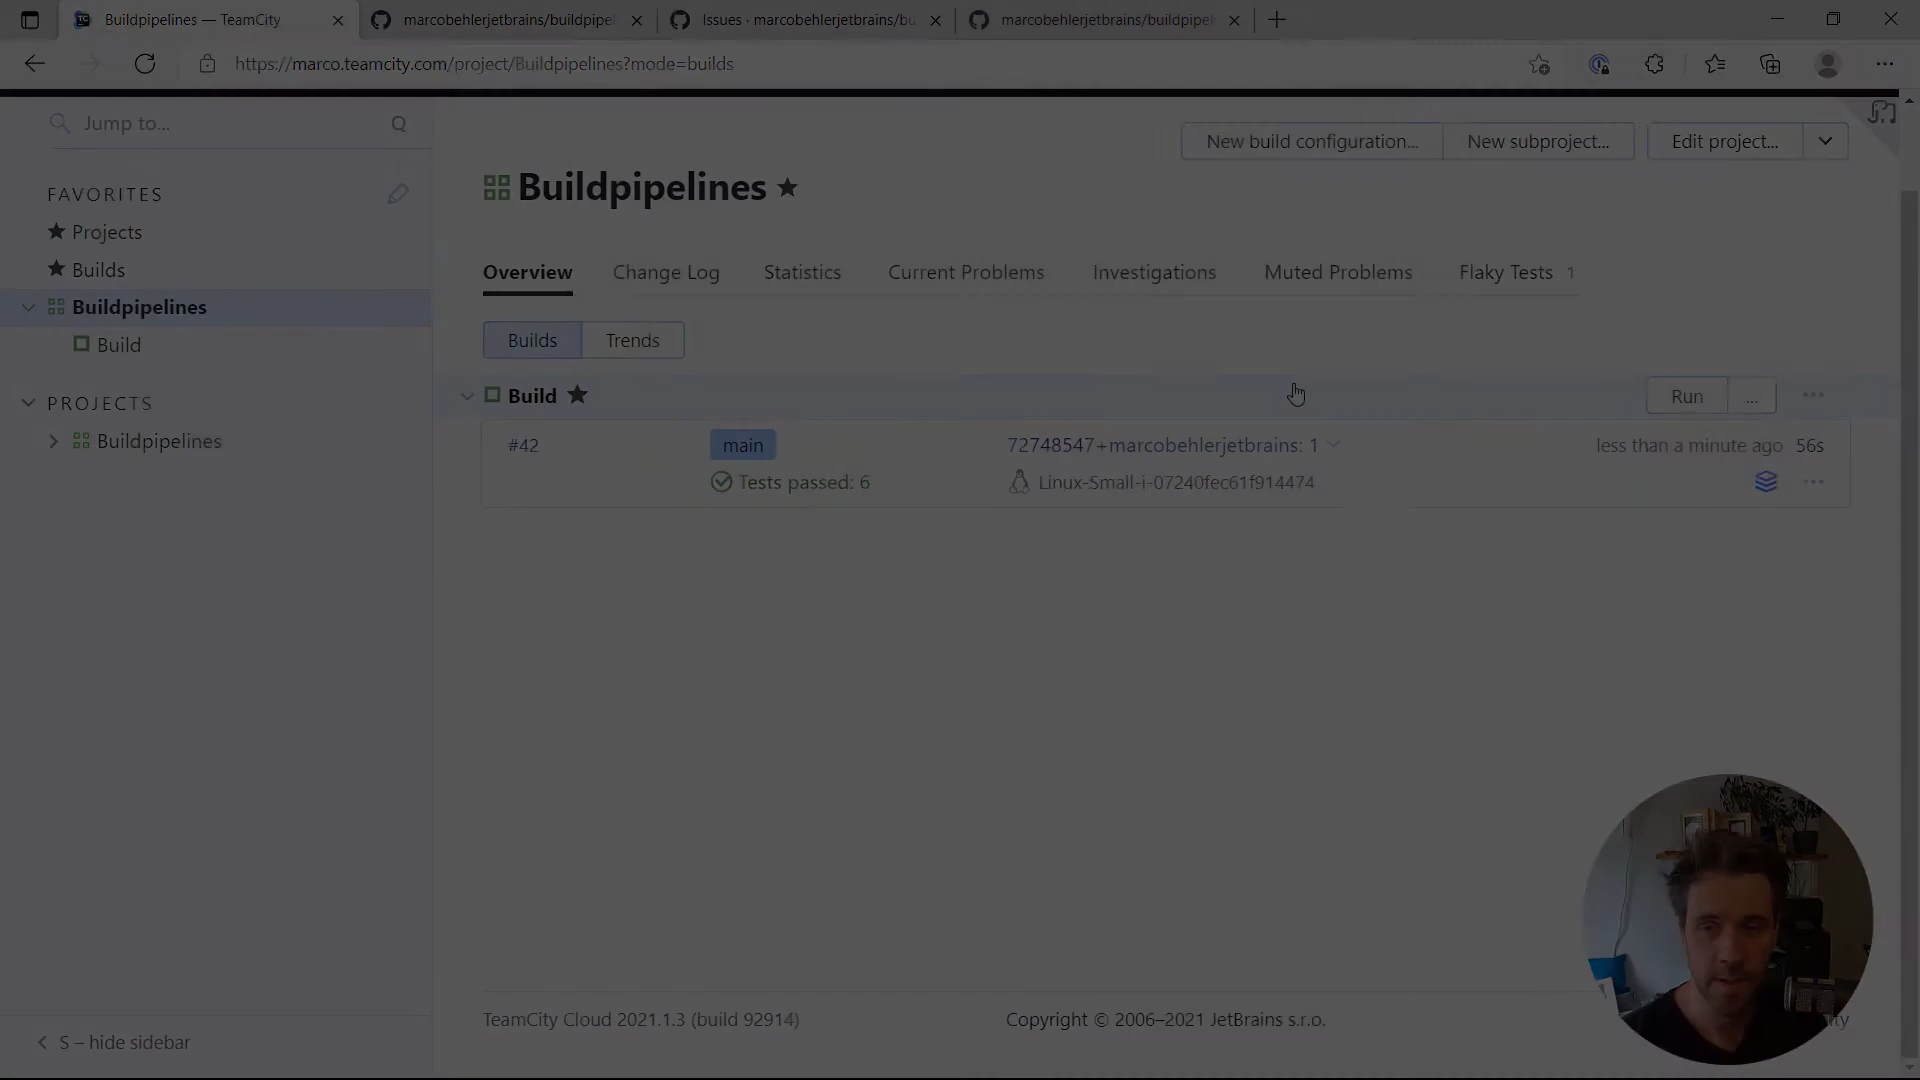 Buildpipelines — TeamCity
marcobehlerjetbrains/buildpipel
Issues · marcobehlerjetbrains/bu
marcobehlerjetbrains/buildpipel
https://marco.teamcity.com/project/Buildpipelines?mode=builds
Jump to...
Q
New build configuration...
New subproject...
Edit project...
Buildpipelines
FAVORITES
Projects
Builds
Buildpipelines
Build
PROJECTS
Buildpipelines
Overview
Change Log
Statistics
Current Problems
Investigations
Muted Problems
Flaky Tests 1
Builds
Trends
Build
Run
...
#42
main
72748547+marcobehlerjetbrains: 1
less than a minute ago
56s
Tests passed: 6
Linux-Small-i-07240fec61f914474
TeamCity Cloud 2021.1.3 (build 92914)
Copyright © 2006–2021 JetBrains s.r.o.
S – hide sidebar